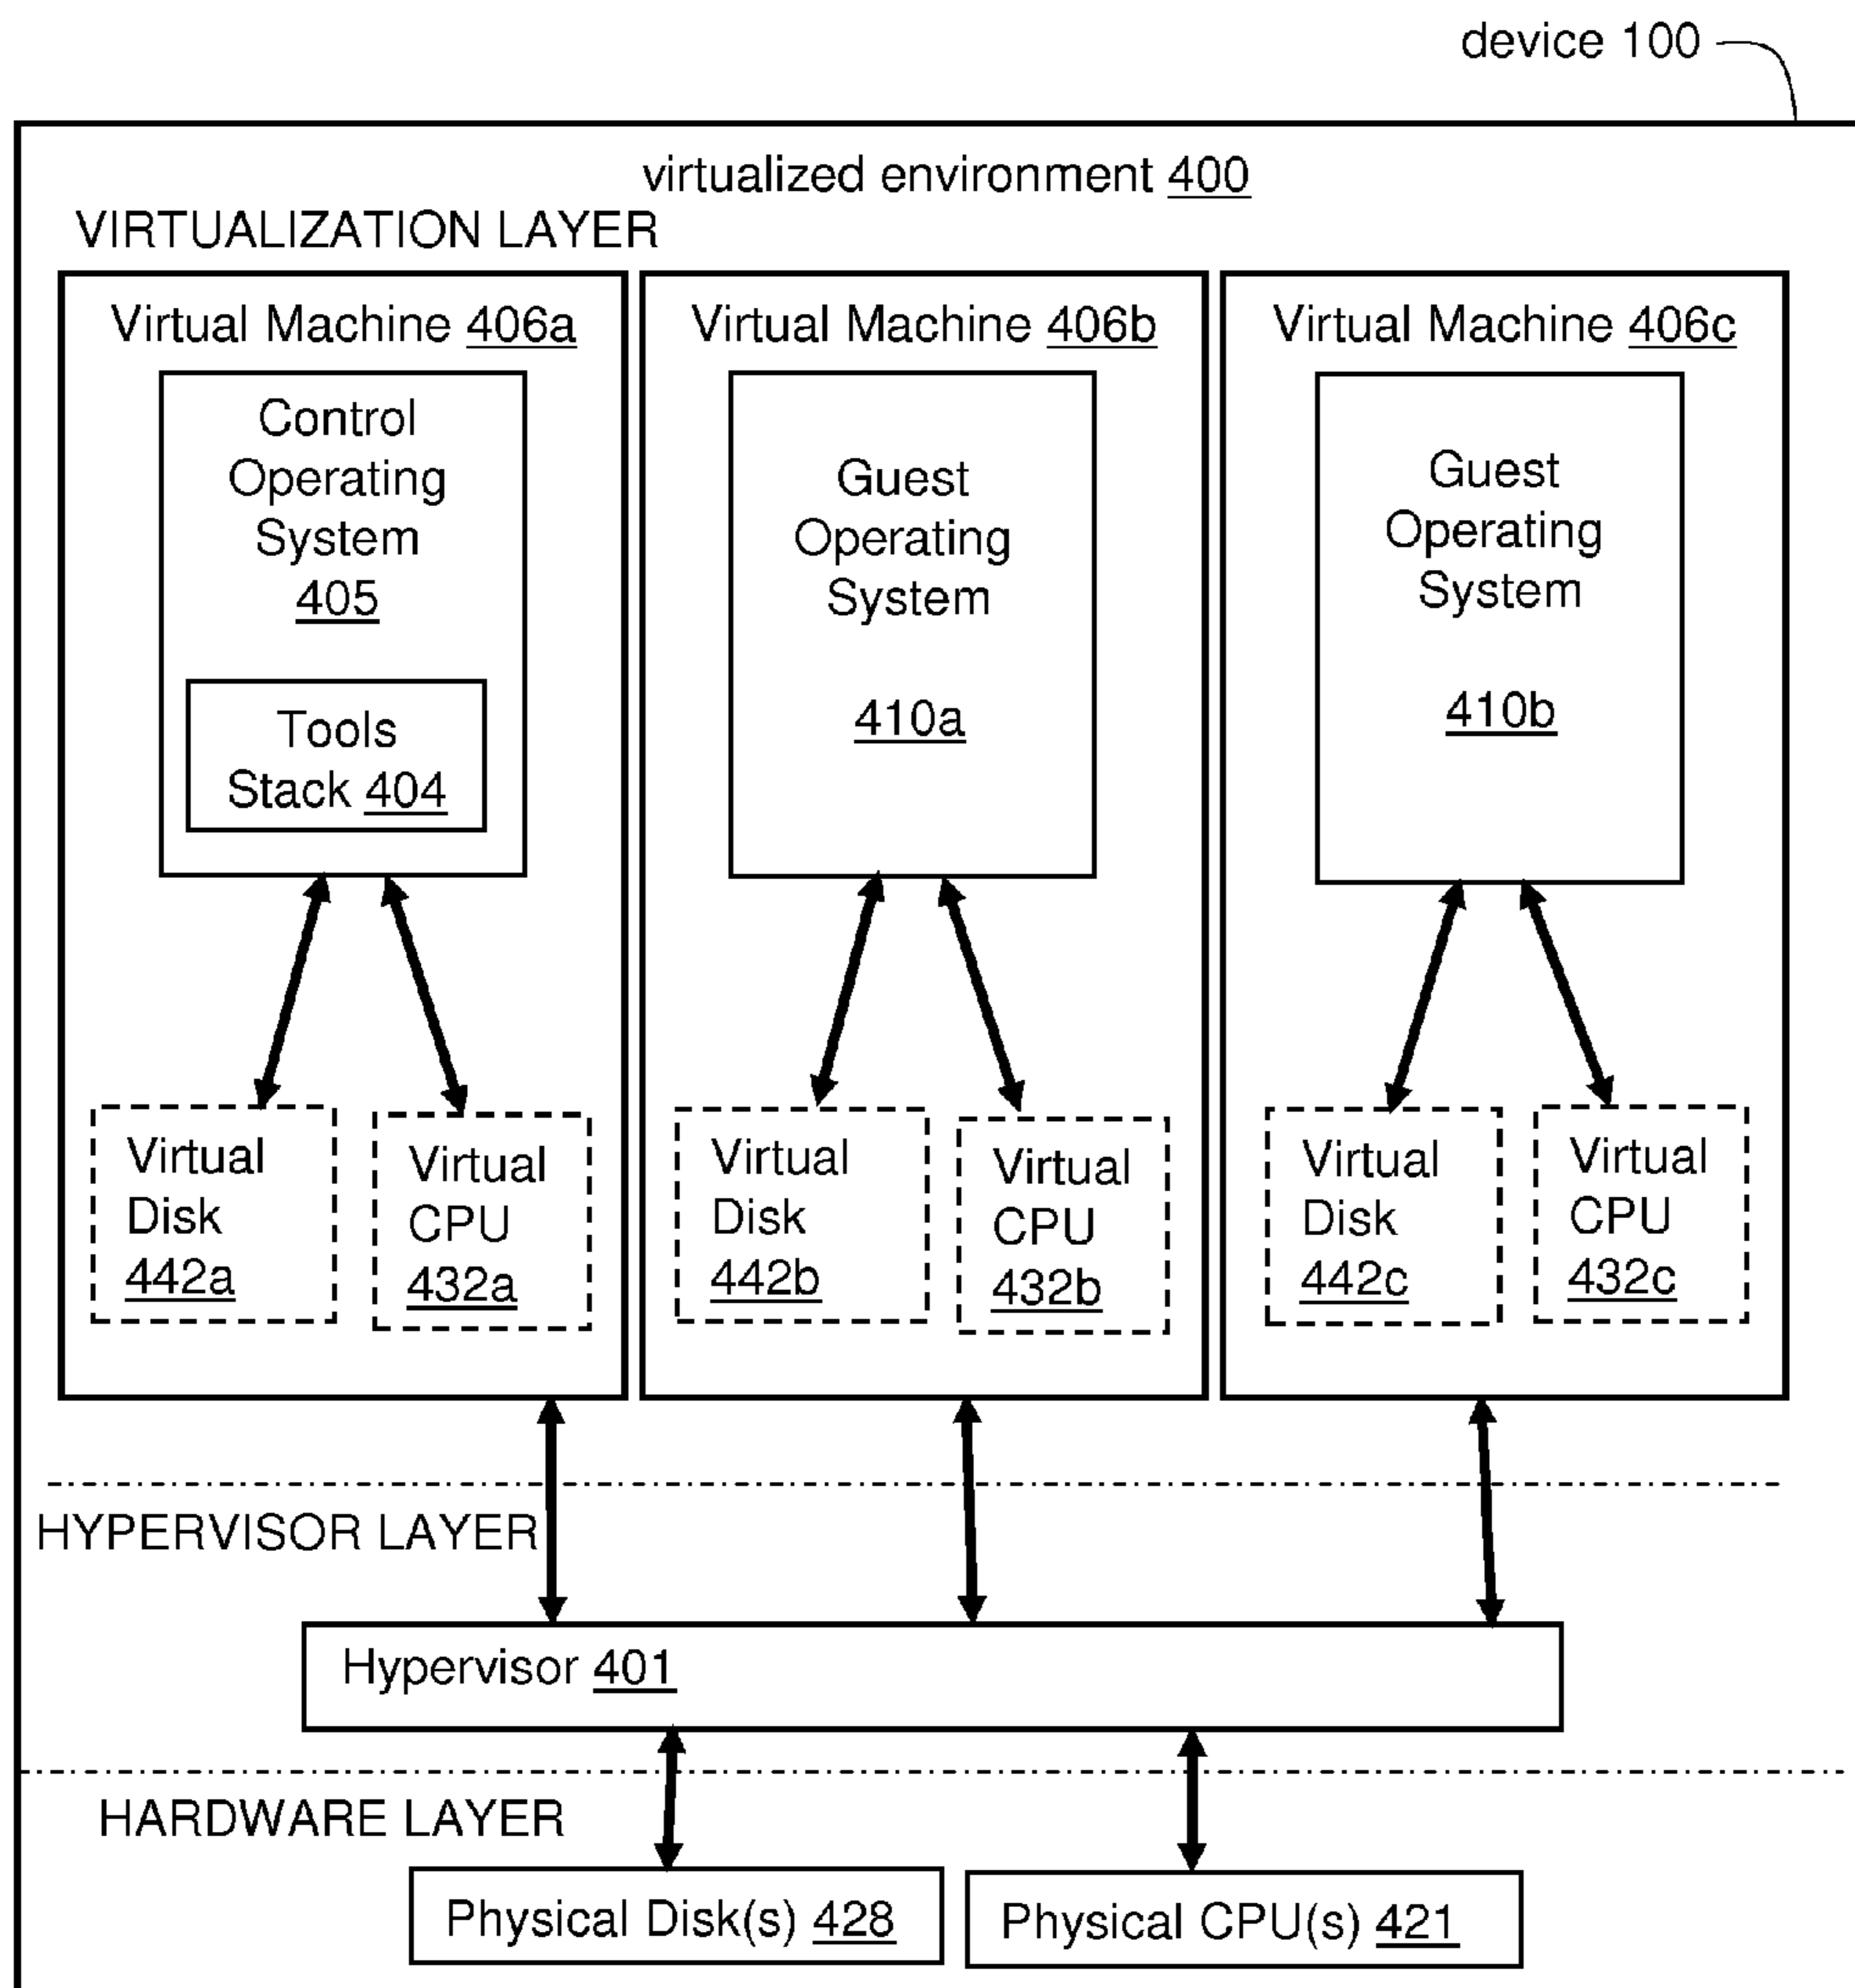 device 100
virtualized environment 400
VIRTUALIZATION LAYER
Virtual Machine 406a
Control
Operating
System
405
Tools
Stack 404
Virtual
Disk
442a
Virtual
CPU
432a
Virtual Machine 406b
Guest
Operating
System
410a
Virtual
Disk
442b
Virtual
CPU
432b
Virtual Machine 406c
Guest
Operating
System
410b
Virtual
Disk
442c
Virtual
CPU
432c
HYPERVISOR LAYER
Hypervisor 401
HARDWARE LAYER
Physical Disk(s) 428
Physical CPU(s) 421